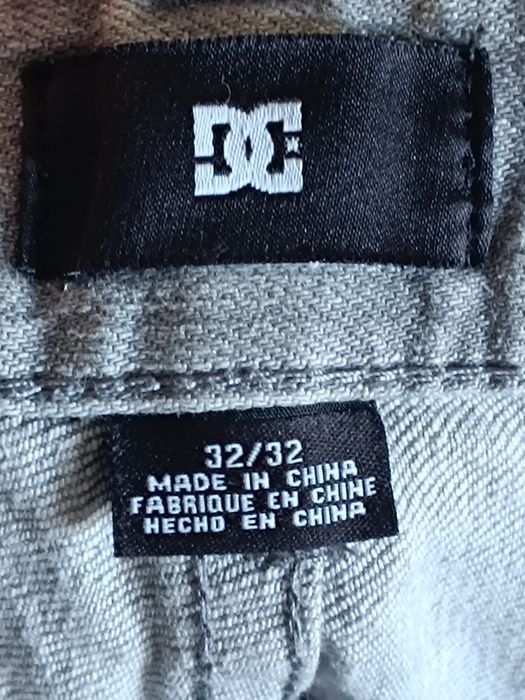 DC
32/32
MADE IN CHINA
FABRIQUE EN CHINE
HECHO EN CHINA